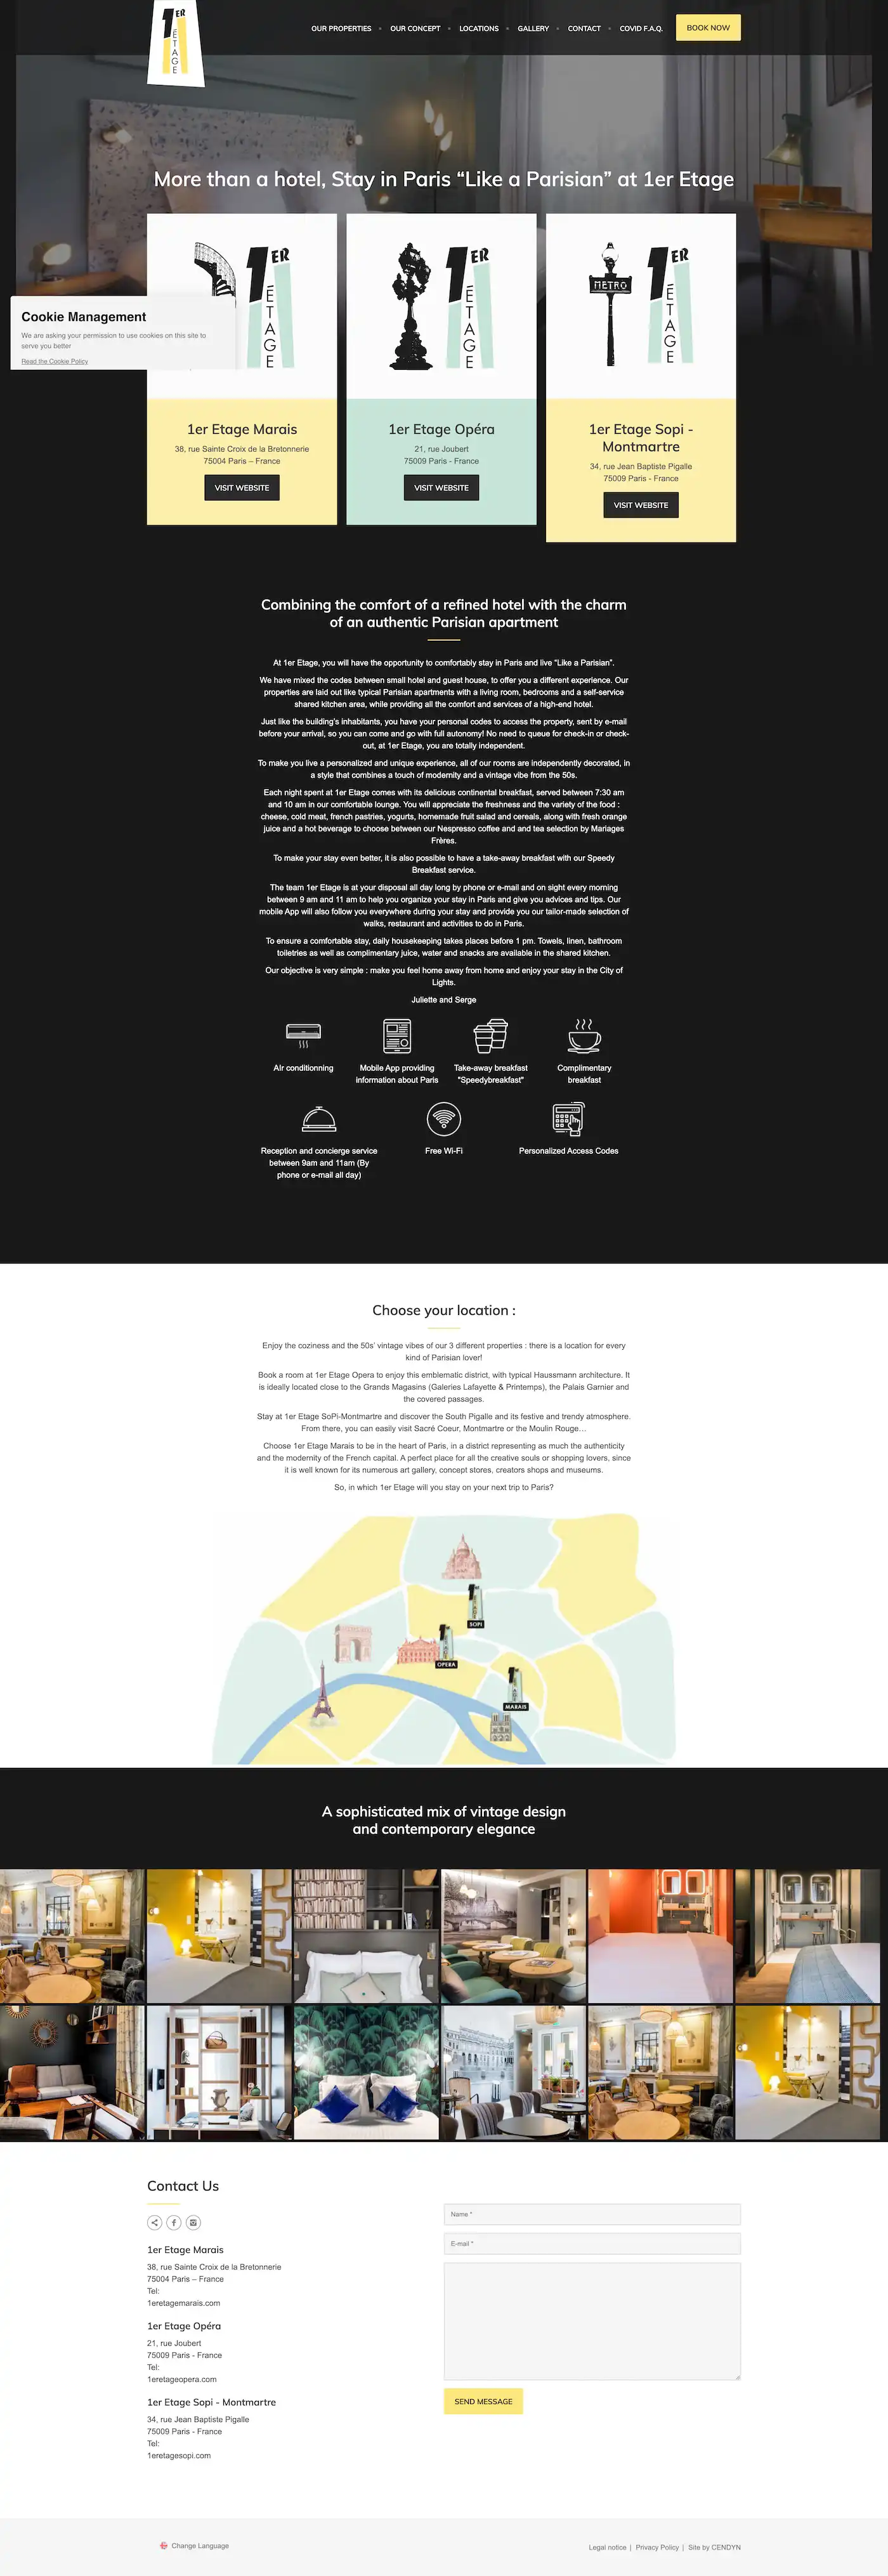 1ER
ÉTAGE
OUR PROPERTIES
OUR CONCEPT
LOCATIONS
GALLERY
CONTACT
COVID F.A.Q.
BOOK NOW
More than a hotel, Stay in Paris “Like a Parisian” at 1er Etage
1ER
ÉTAGE
1ER
ÉTAGE
METRO
1ER
ÉTAGE
Cookie Management
We are asking your permission to use cookies on this site to
serve you better
Read the Cookie Policy
1er Etage Marais
38, rue Sainte Croix de la Bretonnerie
75004 Paris – France
VISIT WEBSITE
1er Etage Opéra
21, rue Joubert
75009 Paris - France
VISIT WEBSITE
1er Etage Sopi -
Montmartre
34, rue Jean Baptiste Pigalle
75009 Paris - France
VISIT WEBSITE
Combining the comfort of a refined hotel with the charm
of an authentic Parisian apartment
At 1er Etage, you will have the opportunity to comfortably stay in Paris and live “Like a Parisian”.
We have mixed the codes between small hotel and guest house, to offer you a different experience. Our
properties are laid out like typical Parisian apartments with a living room, bedrooms and a self-service
shared kitchen area, while providing all the comfort and services of a high-end hotel.
Just like the building's inhabitants, you have your personal codes to access the property, sent by e-mail
before your arrival, so you can come and go with full autonomy! No need to queue for check-in or check-
out, at 1er Etage, you are totally independent.
To make you live a personalized and unique experience, all of our rooms are independently decorated, in
a style that combines a touch of modernity and a vintage vibe from the 50s.
Each night spent at 1er Etage comes with its delicious continental breakfast, served between 7:30 am
and 10 am in our comfortable lounge. You will appreciate the freshness and the variety of the food :
cheese, cold meat, french pastries, yogurts, homemade fruit salad and cereals, along with fresh orange
juice and a hot beverage to choose between our Nespresso coffee and and tea selection by Mariages
Frères.
To make your stay even better, it is also possible to have a take-away breakfast with our Speedy
Breakfast service.
The team 1er Etage is at your disposal all day long by phone or e-mail and on sight every morning
between 9 am and 11 am to help you organize your stay in Paris and give you advices and tips. Our
mobile App will also follow you everywhere during your stay and provide you our tailor-made selection of
walks, restaurant and activities to do in Paris.
To ensure a comfortable stay, daily housekeeping takes places before 1 pm. Towels, linen, bathroom
toiletries as well as complimentary juice, water and snacks are available in the shared kitchen.
Our objective is very simple : make you feel home away from home and enjoy your stay in the City of
Lights.
Juliette and Serge
AIr conditionning
Mobile App providing
information about Paris
Take-away breakfast
"Speedybreakfast"
Complimentary
breakfast
Reception and concierge service
between 9am and 11am (By
phone or e-mail all day)
Free Wi-Fi
Personalized Access Codes
Choose your location :
Enjoy the coziness and the 50s' vintage vibes of our 3 different properties : there is a location for every
kind of Parisian lover!
Book a room at 1er Etage Opera to enjoy this emblematic district, with typical Haussmann architecture. It
is ideally located close to the Grands Magasins (Galeries Lafayette & Printemps), the Palais Garnier and
the covered passages.
Stay at 1er Etage SoPi-Montmartre and discover the South Pigalle and its festive and trendy atmosphere.
From there, you can easily visit Sacré Coeur, Montmartre or the Moulin Rouge…
Choose 1er Etage Marais to be in the heart of Paris, in a district representing as much the authenticity
and the modernity of the French capital. A perfect place for all the creative souls or shopping lovers, since
it is well known for its numerous art gallery, concept stores, creators shops and museums.
So, in which 1er Etage will you stay on your next trip to Paris?
SOPI
OPERA
MARAIS
A sophisticated mix of vintage design
and contemporary elegance
Contact Us
1er Etage Marais
38, rue Sainte Croix de la Bretonnerie
75004 Paris – France
Tel:
1eretagemarais.com
1er Etage Opéra
21, rue Joubert
75009 Paris - France
Tel:
1eretageopera.com
1er Etage Sopi - Montmartre
34, rue Jean Baptiste Pigalle
75009 Paris - France
Tel:
1eretagesopi.com
Name *
E-mail *
SEND MESSAGE
Change Language
Legal notice | Privacy Policy | Site by CENDYN